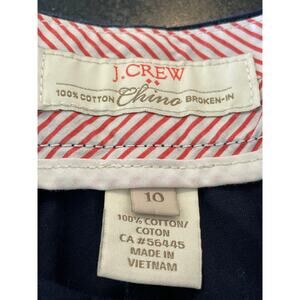 J.CREW
100% COTTON Chino BROKEN-IN
10
100% COTTON/
COTON
CA #56445
MADE IN
VIETNAM